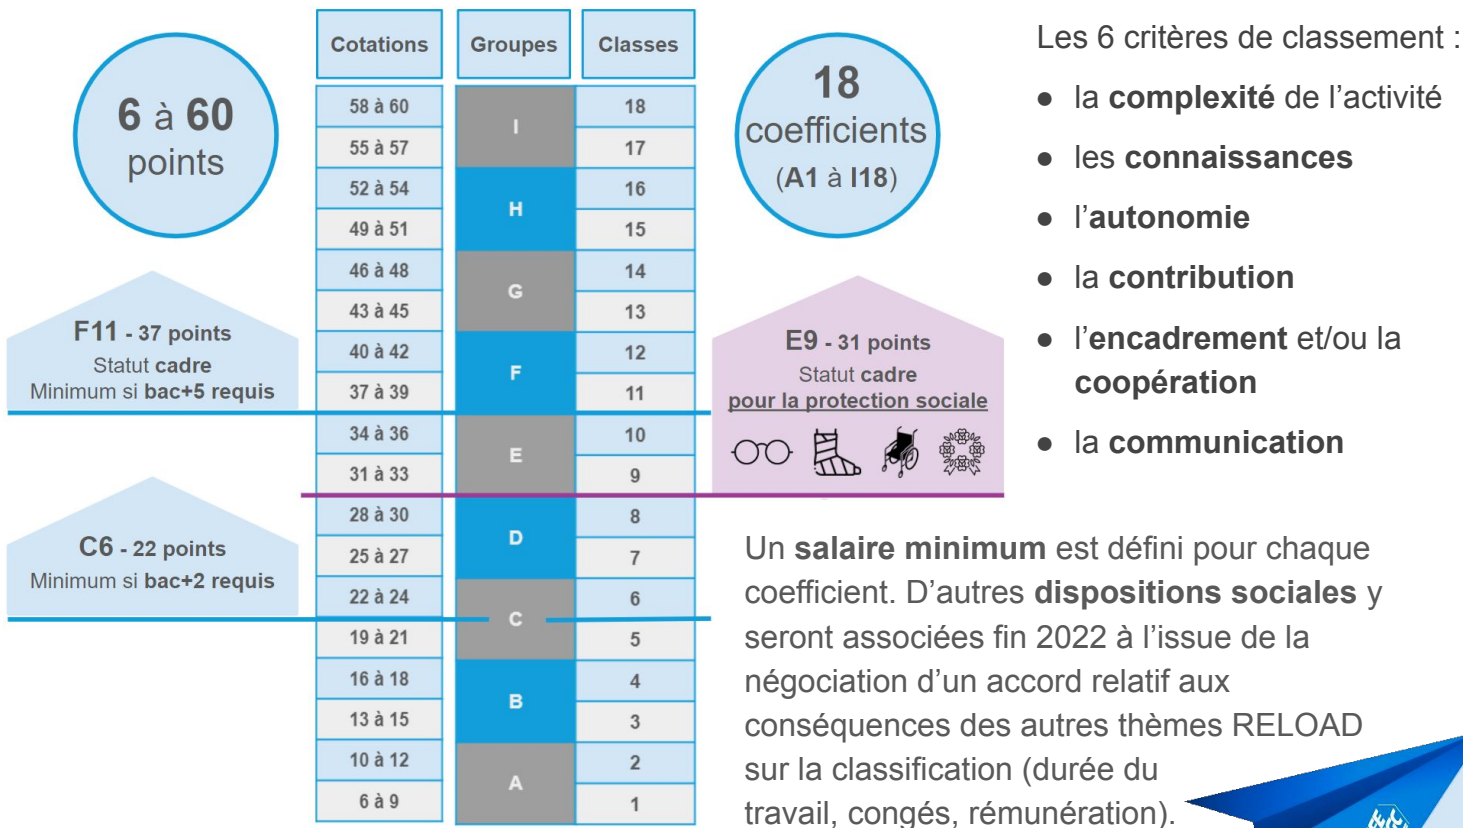 6 à 60
points
Cotations Groupes Classes
58 à 60 I 18
55 à 57 17
52 à 54 H 16
49 à 51 15
46 à 48 G 14
43 à 45 13
40 à 42 F 12
37 à 39 11
34 à 36 E 10
31 à 33 9
28 à 30 D 8
25 à 27 7
22 à 24 C 6
19 à 21 5
16 à 18 B 4
13 à 15 3
10 à 12 A 2
6 à 9 1
F11 - 37 points
Statut cadre
Minimum si bac+5 requis
C6 - 22 points
Minimum si bac+2 requis
18
coefficients
(A1 à I18)
E9 - 31 points
Statut cadre
pour la protection sociale
Les 6 critères de classement :
● la complexité de l’activité
● les connaissances
● l’autonomie
● la contribution
● l’encadrement et/ou la
coopération
● la communication
Un salaire minimum est défini pour chaque
coefficient. D’autres dispositions sociales y
seront associées fin 2022 à l’issue de la
négociation d’un accord relatif aux
conséquences des autres thèmes RELOAD
sur la classification (durée du
travail, congés, rémunération).